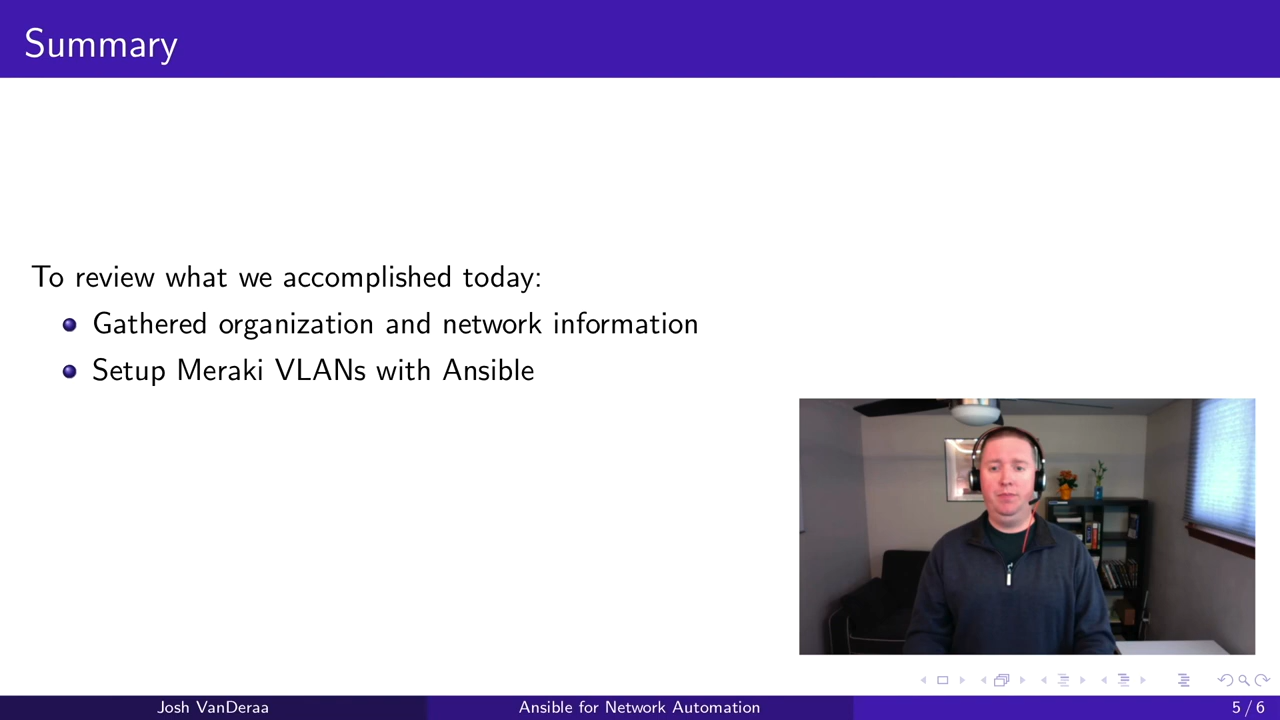 Summary
To review what we accomplished today:
Gathered organization and network information
Setup Meraki VLANs with Ansible
Josh VanDeraa
Ansible for Network Automation
5 / 6